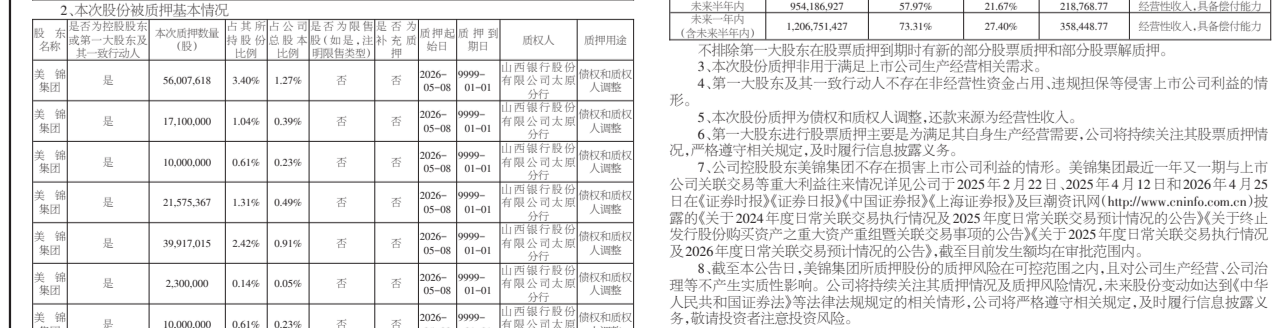 2、本次股份被质押基本情况
股 东 名称 是否为控股股东或第一大股东及其一致行动人 本次质押数量(股) 占其所持股份比例 占公司总股本比例 是否为限售股(如是,注明限售类型) 是 否 为补 充 质押 质押起始日 质 押 到期日 质权人 质押用途
美 锦 集团 是 56,007,618 3.40% 1.27% 否 否 2026-05-08 9999-01-01 山西银行股份有限公司太原分行 债权和质权人调整
美 锦 集团 是 17,100,000 1.04% 0.39% 否 否 2026-05-08 9999-01-01 山西银行股份有限公司太原分行 债权和质权人调整
美 锦 集团 是 10,000,000 0.61% 0.23% 否 否 2026-05-08 9999-01-01 山西银行股份有限公司太原分行 债权和质权人调整
美 锦 集团 是 21,575,367 1.31% 0.49% 否 否 2026-05-08 9999-01-01 山西银行股份有限公司太原分行 债权和质权人调整
美 锦 集团 是 39,917,015 2.42% 0.91% 否 否 2026-05-08 9999-01-01 山西银行股份有限公司太原分行 债权和质权人调整
美 锦 集团 是 2,300,000 0.14% 0.05% 否 否 2026-05-08 9999-01-01 山西银行股份有限公司太原分行 债权和质权人调整
美 锦 是 10,000,000 0.61% 0.23% 否 否 2026- 9999- 山西银行股份有限公司太原 债权和质权人调整
未来半年内 954,186,927 57.97% 21.67% 218,768.77 经营性收入,具备偿付能力
未来一年内(含未来半年内) 1,206,751,427 73.31% 27.40% 358,448.77 经营性收入,具备偿付能力
不排除第一大股东在股票质押到期时有新的部分股票质押和部分股票解质押。
3、本次股份质押非用于满足上市公司生产经营相关需求。
4、第一大股东及其一致行动人不存在非经营性资金占用、违规担保等侵害上市公司利益的情
形。
5、本次股份质押为债权和质权人调整,还款来源为经营性收入。
6、第一大股东进行股票质押主要是为满足其自身生产经营需要,公司将持续关注其股票质押情
况,严格遵守相关规定,及时履行信息披露义务。
7、公司控股股东美锦集团不存在损害上市公司利益的情形。美锦集团最近一年又一期与上市
公司关联交易等重大利益往来情况详见公司于2025年2月22日、2025年4月12日和2026年4月25
日在《证券时报》《证券日报》《中国证券报》《上海证券报》及巨潮资讯网(http://www.cninfo.com.cn)披
露的《关于2024年度日常关联交易执行情况及2025年度日常关联交易预计情况的公告》《关于终止
发行股份购买资产之重大资产重组暨关联交易事项的公告》《关于2025年度日常关联交易执行情况
及2026年度日常关联交易预计情况的公告》,截至目前发生额均在审批范围内。
8、截至本公告日,美锦集团所质押股份的质押风险在可控范围之内,且对公司生产经营、公司治
理等不产生实质性影响。公司将持续关注其质押情况及质押风险情况,未来股份变动如达到《中华
人民共和国证券法》等法律法规规定的相关情形,公司将严格遵守相关规定,及时履行信息披露义
务,敬请投资者注意投资风险。